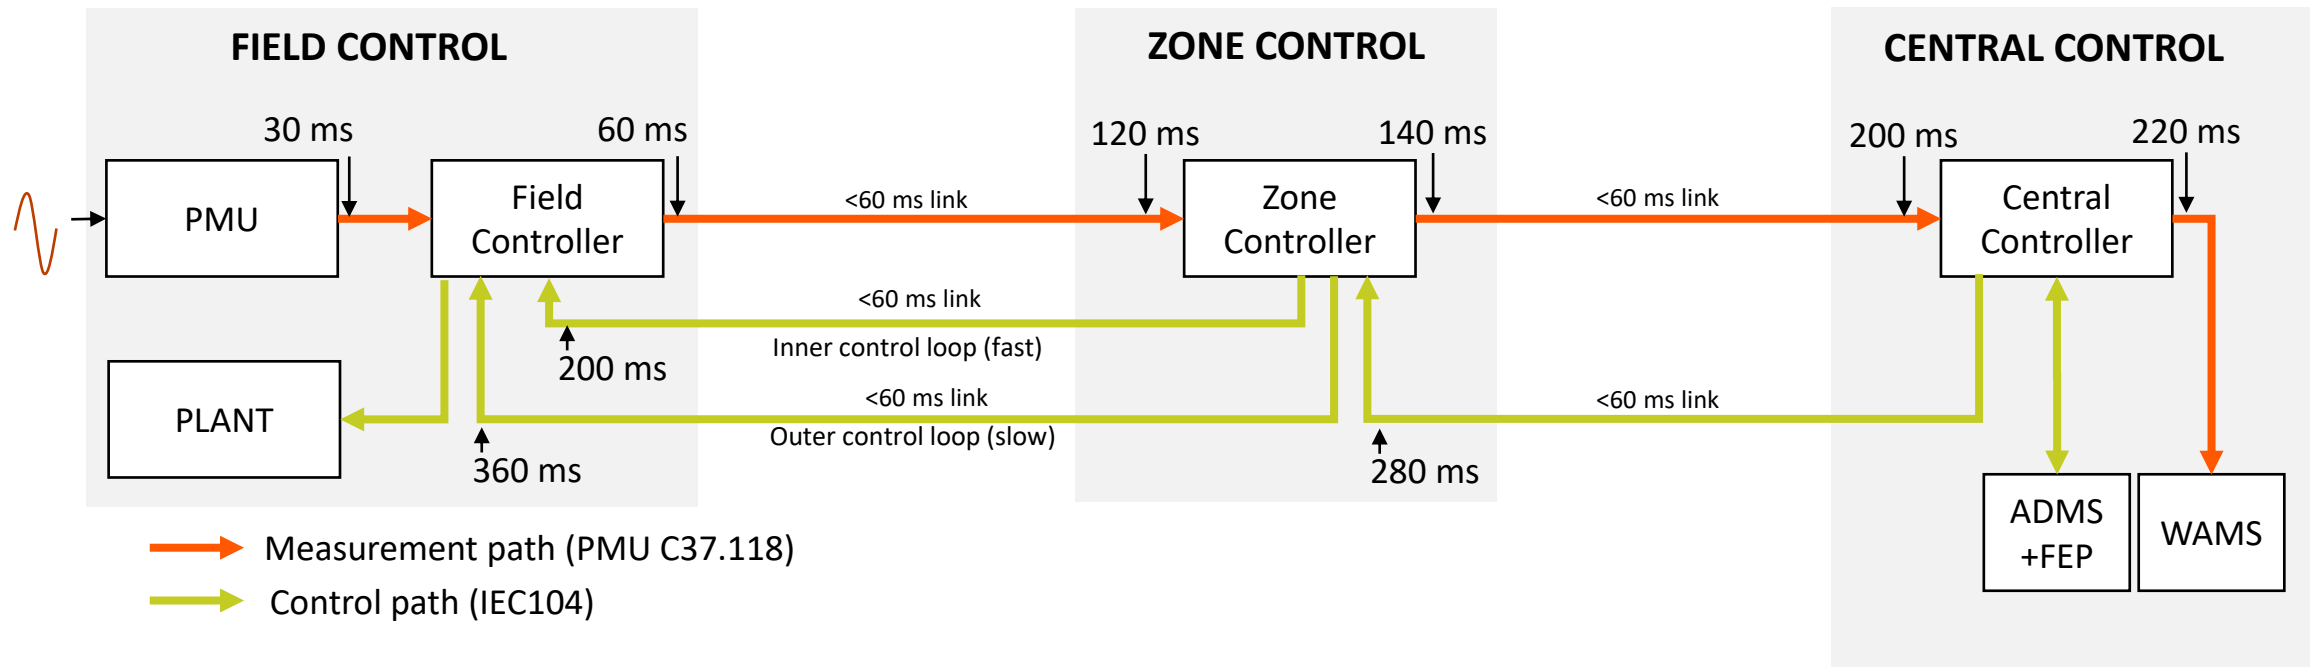 FIELD CONTROL
ZONE CONTROL
CENTRAL CONTROL
30 ms
60 ms
120 ms
140 ms
200 ms
220 ms
PMU
Field
Controller
<60 ms link
Zone
Controller
<60 ms link
Central
Controller
<60 ms link
Inner control loop (fast)
200 ms
PLANT
<60 ms link
Outer control loop (slow)
<60 ms link
360 ms
280 ms
ADMS
+FEP
WAMS
Measurement path (PMU C37.118)
Control path (IEC104)